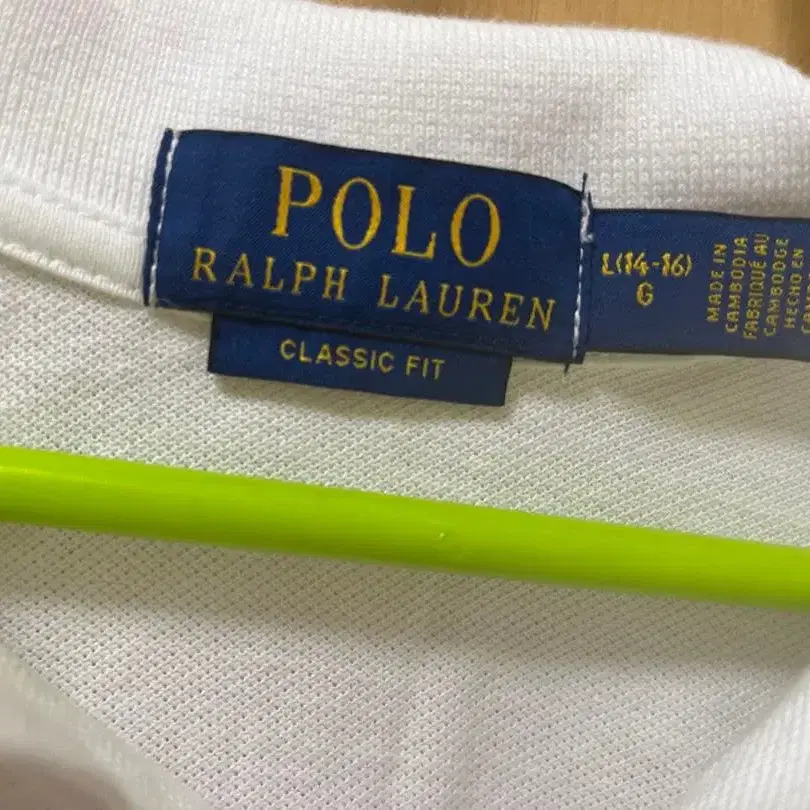 POLO
RALPH LAUREN
CLASSIC FIT
L(14-16)
G
MADE IN
CAMBODIA
FABRIQUÉ AU
CAMBODGE
HECHO EN